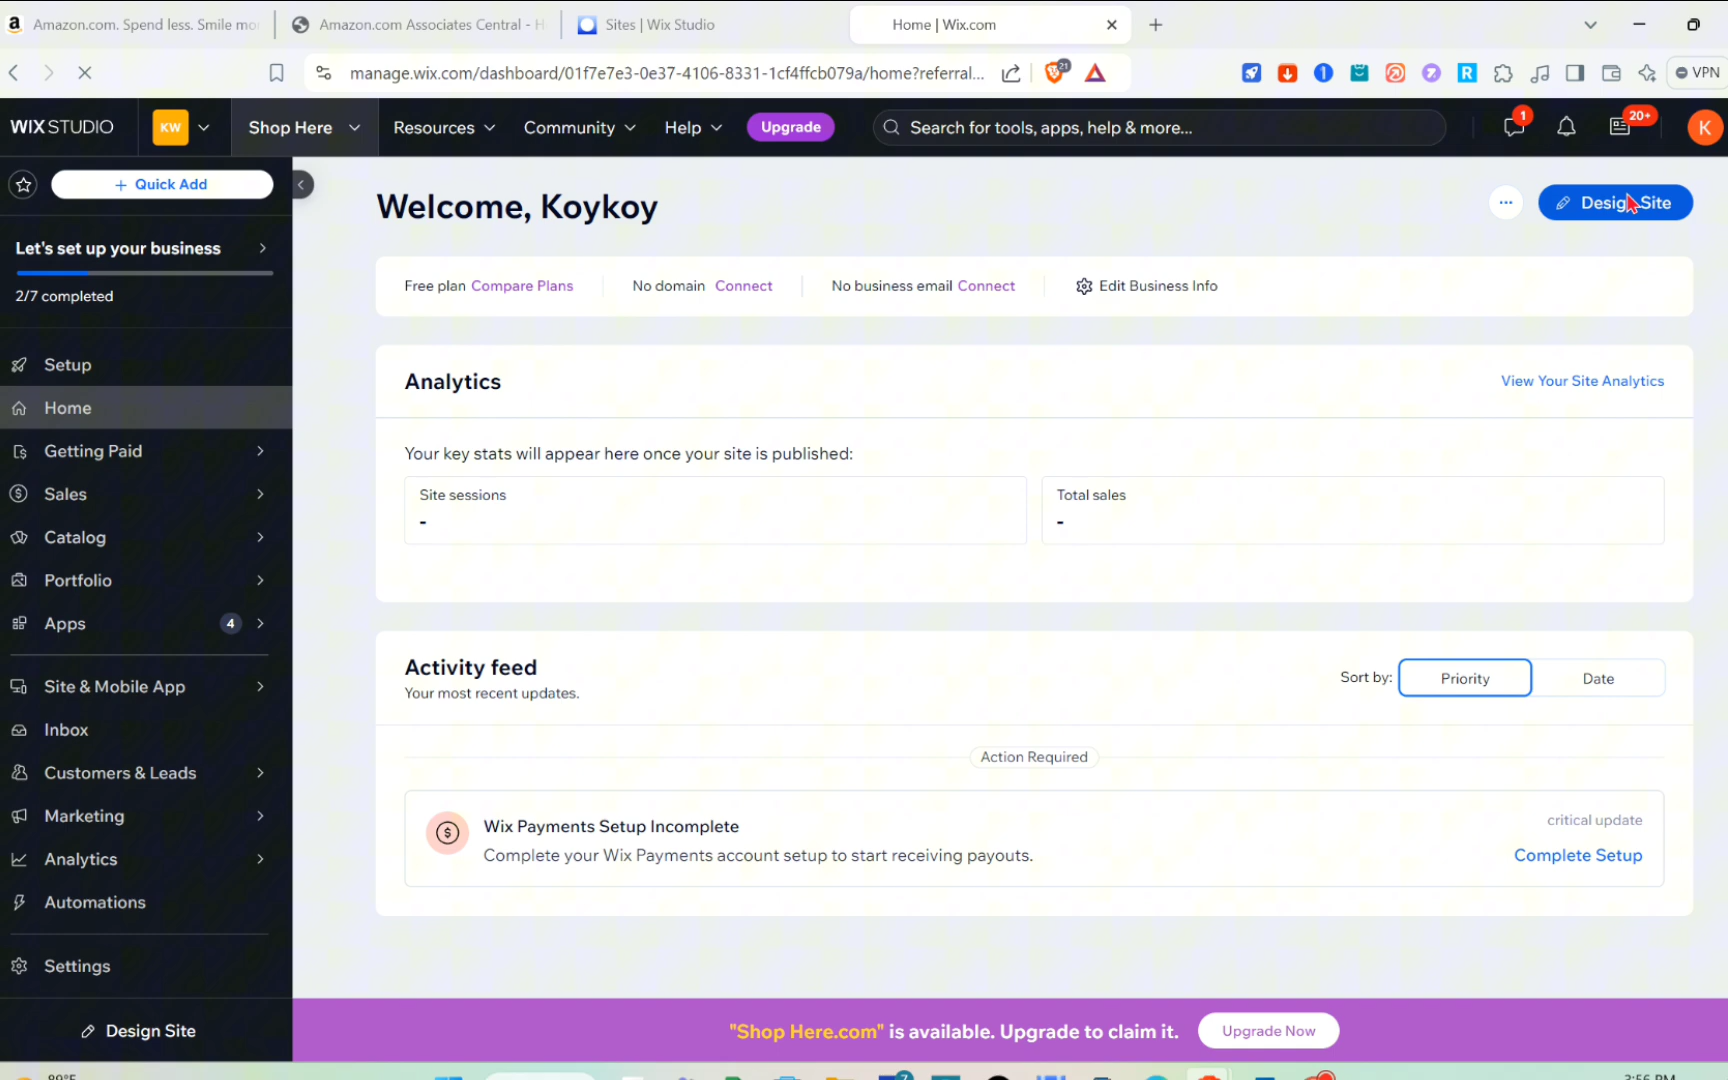 Amazon.com. Spend less. Smile mor
Amazon.com Associates Central - H
Sites | Wix Studio
Home | Wix.com
manage.wix.com/dashboard/01f7e7e3-0e37-4106-8331-1cf4ffcb079a/home?referral...
21
VPN
WIX STUDIO
KW
Shop Here
Resources
Community
Help
Upgrade
Search for tools, apps, help & more...
1
20+
K
+ Quick Add
Let's set up your business
2/7 completed
Setup
Home
Getting Paid
Sales
Catalog
Portfolio
Apps
4
Site & Mobile App
Inbox
Customers & Leads
Marketing
Analytics
Automations
Settings
Design Site
Welcome, Koykoy
Design Site
Free plan Compare Plans
No domain Connect
No business email Connect
Edit Business Info
Analytics
View Your Site Analytics
Your key stats will appear here once your site is published:
Site sessions
-
Total sales
-
Activity feed
Your most recent updates.
Sort by:
Priority
Date
Action Required
Wix Payments Setup Incomplete
critical update
Complete your Wix Payments account setup to start receiving payouts.
Complete Setup
"Shop Here.com" is available. Upgrade to claim it.
Upgrade Now
89°F
7
3:56 PM